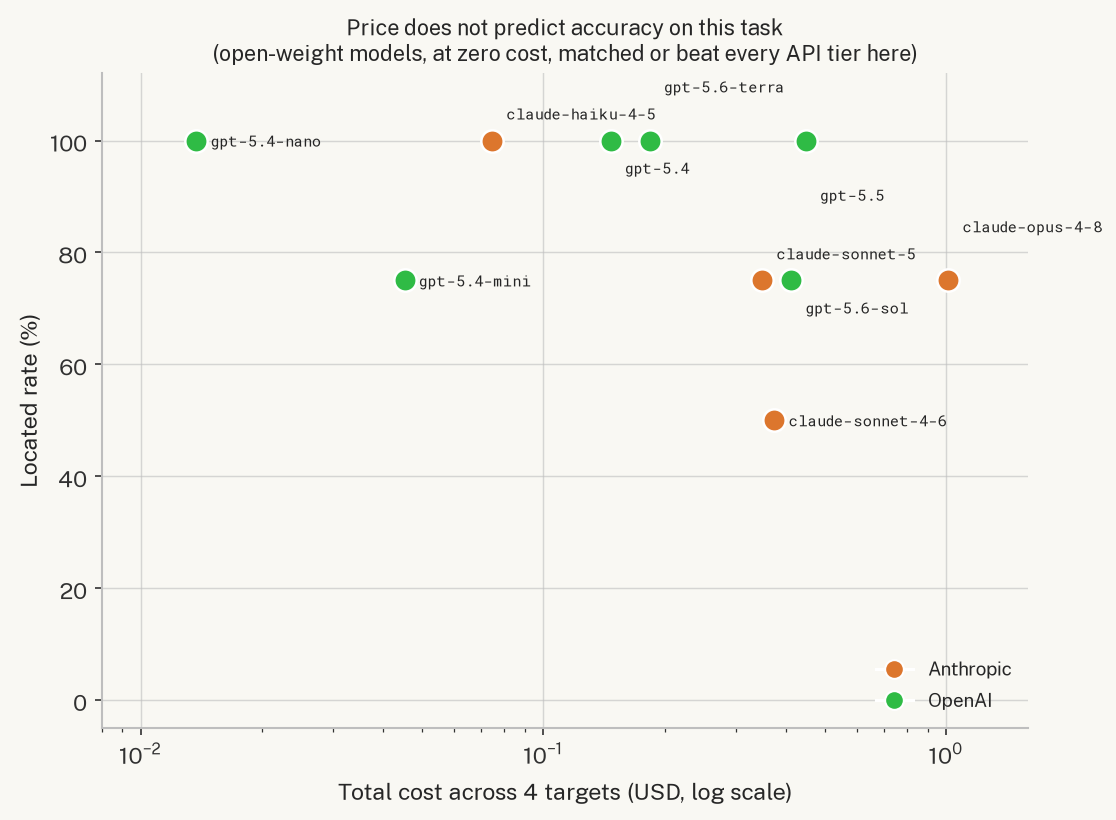 Price does not predict accuracy on this task
(open-weight models, at zero cost, matched or beat every API tier here)
gpt-5.6-terra
claude-haiku-4-5
gpt-5.4-nano
gpt-5.4
gpt-5.5
claude-opus-4-8
claude-sonnet-5
gpt-5.4-mini
gpt-5.6-sol
claude-sonnet-4-6
Located rate (%)
100
80
60
40
20
0
Anthropic
OpenAI
10⁻²
10⁻¹
10⁰
Total cost across 4 targets (USD, log scale)